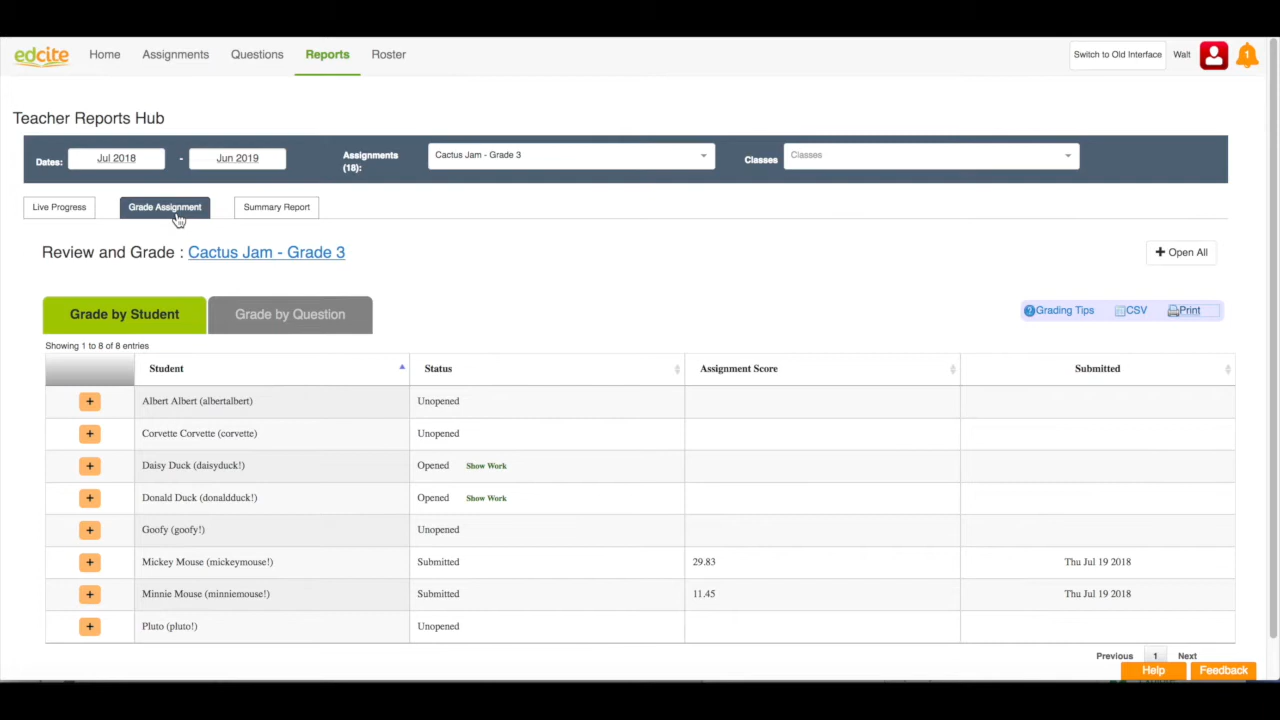 edcite Home Assignments Questions Reports Roster Switch to Old Interface Walt 1
Teacher Reports Hub
Dates: Jul 2018 - Jun 2019 Assignments (18): Cactus Jam - Grade 3 Classes Classes
Live Progress Grade Assignment Summary Report
Review and Grade : Cactus Jam - Grade 3 + Open All
Grade by Student Grade by Question ? Grading Tips CSV Print
Showing 1 to 8 of 8 entries
Student Status Assignment Score Submitted
+ Albert Albert (albertalbert) Unopened
+ Corvette Corvette (corvette) Unopened
+ Daisy Duck (daisyduck!) Opened Show Work
+ Donald Duck (donaldduck!) Opened Show Work
+ Goofy (goofy!) Unopened
+ Mickey Mouse (mickeymouse!) Submitted 29.83 Thu Jul 19 2018
+ Minnie Mouse (minniemouse!) Submitted 11.45 Thu Jul 19 2018
+ Pluto (pluto!) Unopened
Previous 1 Next
Help Feedback